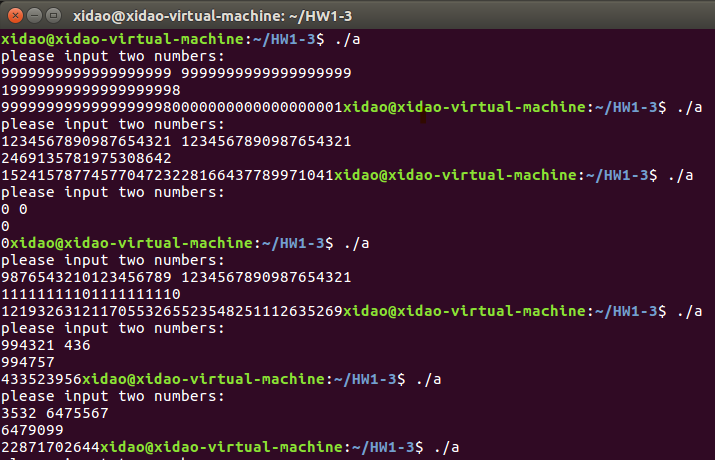 xidao@xidao-virtual-machine: ~/HW1-3
xidao@xidao-virtual-machine:~/HW1-3$ ./a
please input two numbers:
9999999999999999999 9999999999999999999
19999999999999999998
99999999999999999980000000000000000001xidao@xidao-virtual-machine:~/HW1-3$ ./a
please input two numbers:
1234567890987654321 1234567890987654321
2469135781975308642
1524157877457704723228166437789971041xidao@xidao-virtual-machine:~/HW1-3$ ./a
please input two numbers:
0 0
0
0xidao@xidao-virtual-machine:~/HW1-3$ ./a
please input two numbers:
9876543210123456789 1234567890987654321
11111111101111111110
12193263121170553265523548251112635269xidao@xidao-virtual-machine:~/HW1-3$ ./a
please input two numbers:
994321 436
994757
433523956xidao@xidao-virtual-machine:~/HW1-3$ ./a
please input two numbers:
3532 6475567
6479099
22871702644xidao@xidao-virtual-machine:~/HW1-3$ ./a
please input two numbers: